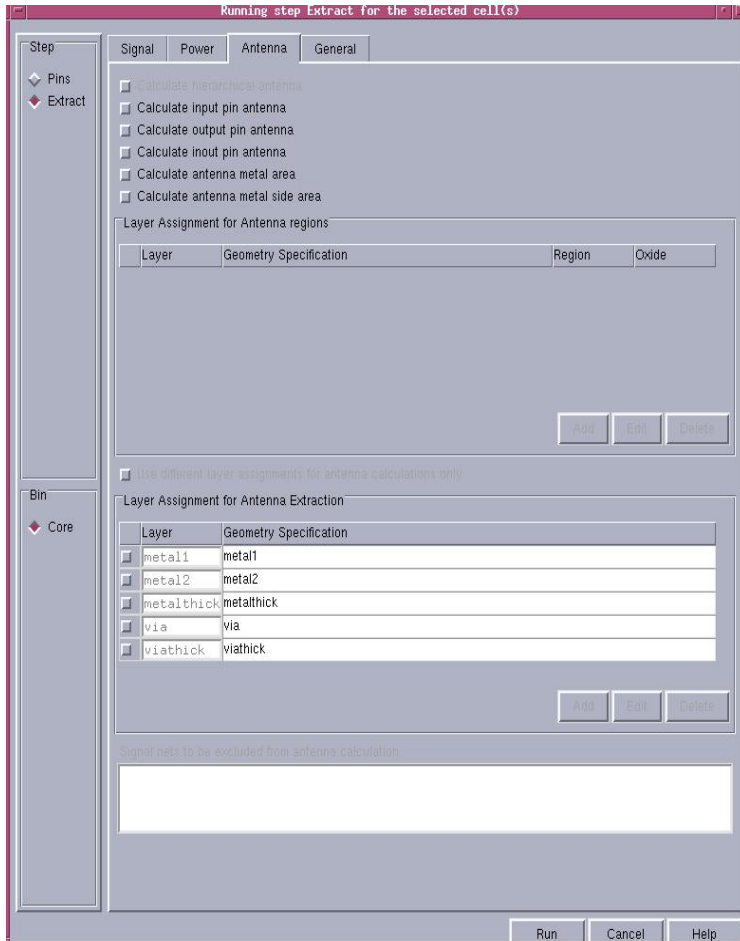 Running step Extract for the selected cell(s)
Step
Pins
Extract
Bin
Core
Signal Power Antenna General
Calculate hierarchical antenna
Calculate input pin antenna
Calculate output pin antenna
Calculate inout pin antenna
Calculate antenna metal area
Calculate antenna metal side area
Layer Assignment for Antenna regions
Layer Geometry Specification Region Oxide
Add Edit Delete
Use different layer assignments for antenna calculations only
Layer Assignment for Antenna Extraction
Layer Geometry Specification
metal1 metal1
metal2 metal2
metalthick metalthick
via via
viathick viathick
Add Edit Delete
Signal nets to be excluded from antenna calculation
Run Cancel Help